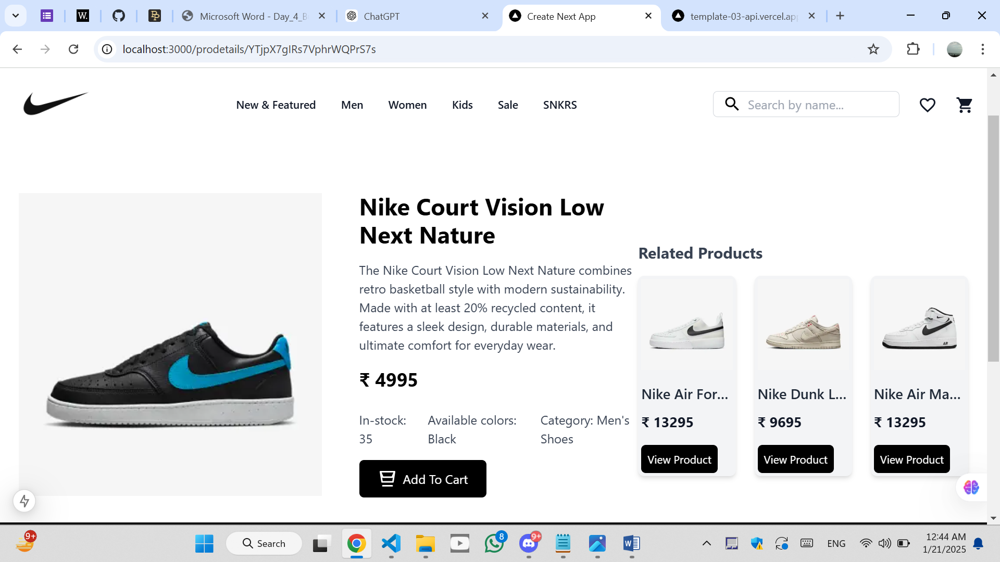 W.
Microsoft Word - Day_4_B
ChatGPT
Create Next App
template-03-api.vercel.app
localhost:3000/prodetails/YTjpX7gIRs7VphrWQPrS7s
New & Featured
Men
Women
Kids
Sale
SNKRS
Search by name...
Nike Court Vision Low
Next Nature
The Nike Court Vision Low Next Nature combines
retro basketball style with modern sustainability.
Made with at least 20% recycled content, it
features a sleek design, durable materials, and
ultimate comfort for everyday wear.
₹ 4995
In-stock:
35
Available colors:
Black
Category: Men's
Shoes
Add To Cart
Related Products
Nike Air For...
₹ 13295
View Product
Nike Dunk L...
₹ 9695
View Product
AIR
Nike Air Ma...
₹ 13295
View Product
9+
Search
8
9+
W
ENG
12:44 AM
1/21/2025